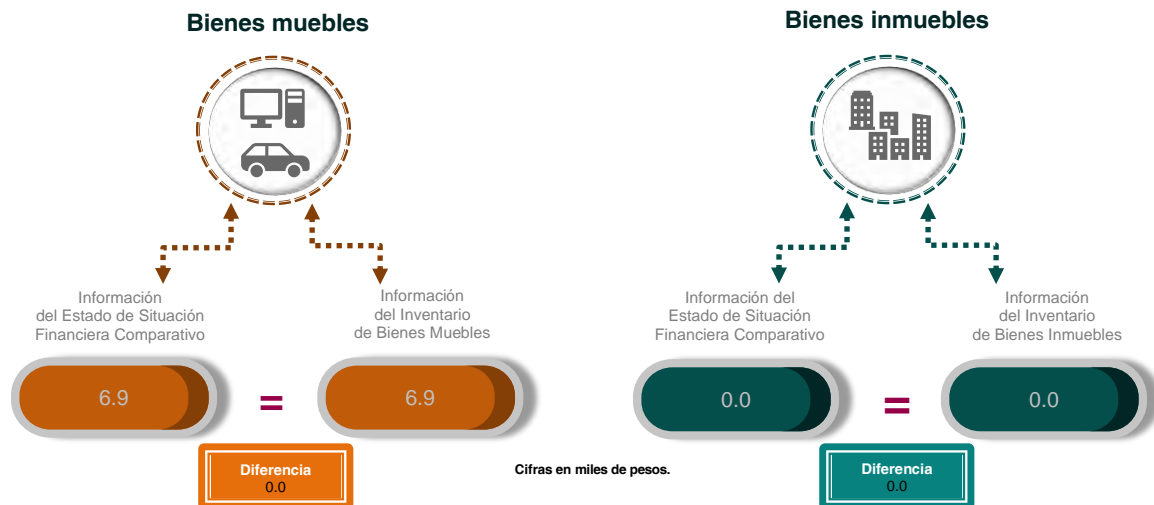 Bienes muebles
Información
del Estado de Situación
Financiera Comparativo
Información
del Inventario
de Bienes Muebles
6.9
=
6.9
Diferencia
0.0
Cifras en miles de pesos.
Bienes inmuebles
Información del
Estado de Situación
Financiera Comparativo
Información
del Inventario
de Bienes Inmuebles
0.0
=
0.0
Diferencia
0.0